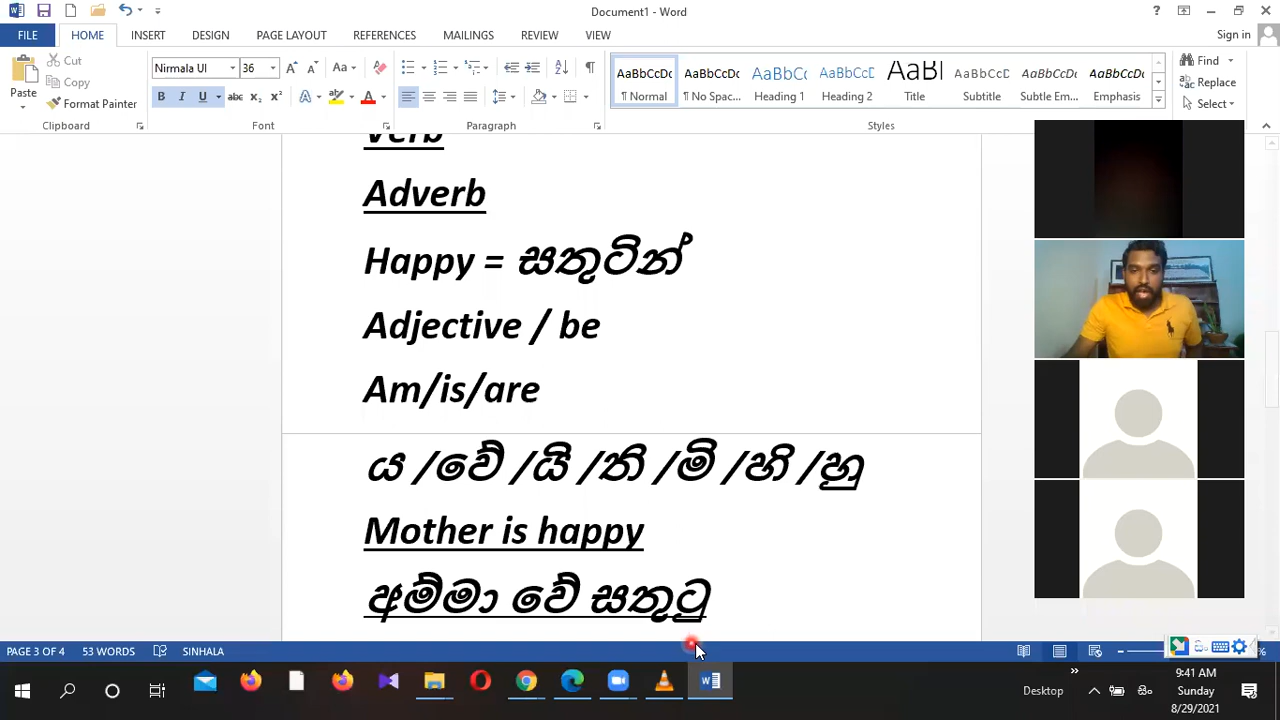 Document1 - Word
FILE HOME INSERT DESIGN PAGE LAYOUT REFERENCES MAILINGS REVIEW VIEW Sign in
Paste Cut Copy Format Painter
Clipboard
Nirmala UI 36
Font
Paragraph
AaBbCcDc ¶ Normal
AaBbCcDc ¶ No Spac...
AaBbCc Heading 1
AaBbCcD Heading 2
AaBl Title
AaBbCcD Subtitle
AaBbCcDc Subtle Em...
AaBbCcDc Emphasis
Styles
Find
Replace
Select
Verb
Adverb
Happy = සතුටින්
Adjective / be
Am/is/are
ය /වේ /යි /ති /මි /හි /හු
Mother is happy
අම්මා වේ සතුටු
PAGE 3 OF 4 53 WORDS SINHALA
Desktop
9:41 AM
Sunday
8/29/2021